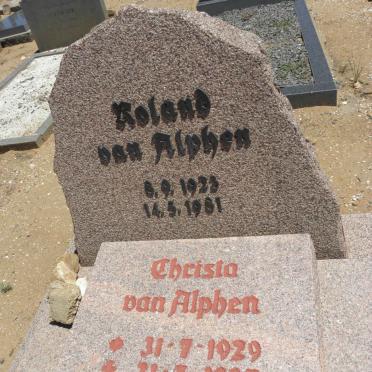 Roland
van Alphen
8.9.1923
14.5.1981
Christa
van Alphen
* 31-7-1929